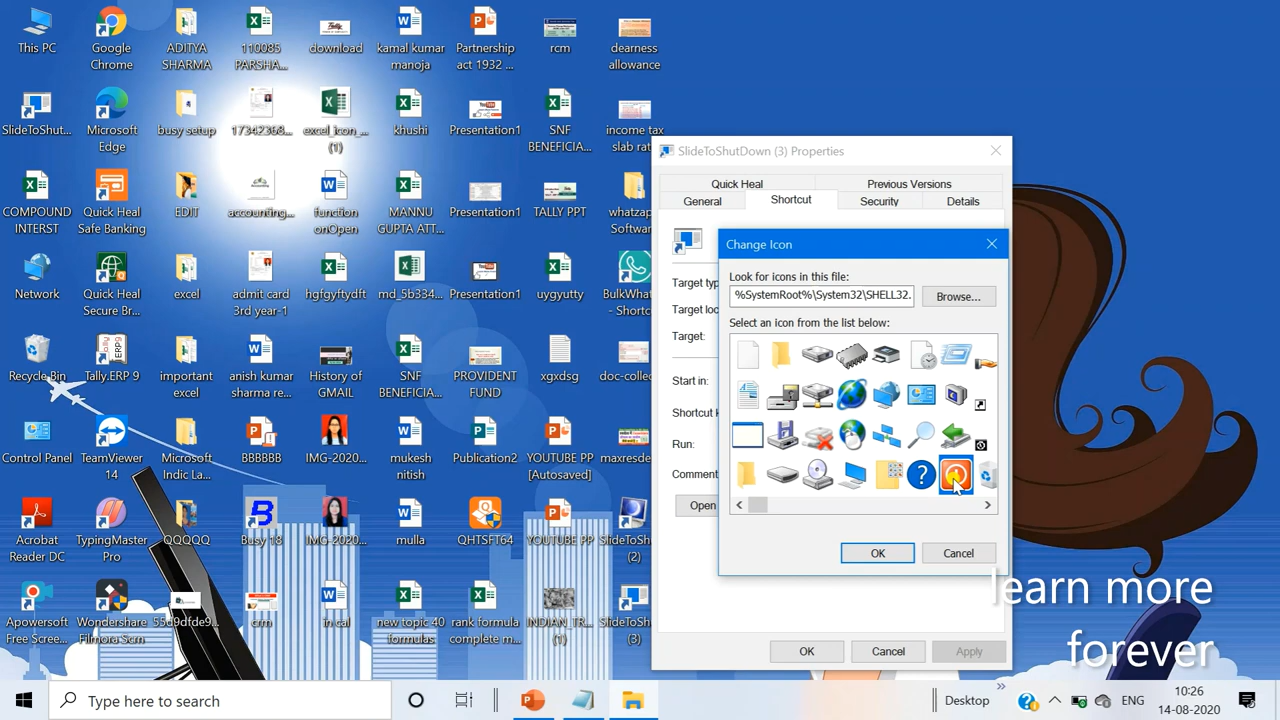 This PC
Google
Chrome
ADITYA
SHARMA
110085
PARSHA...
download
kamal kumar
manoja
Partnership
act 1932 ...
rcm
dearness
allowance
SlideToShut...
Microsoft
Edge
busy setup
17342368...
excel_icon_...
(1)
khushi
Presentation1
SNF
BENEFICIA...
income tax
slab rat
COMPOUND
INTERST
Quick Heal
Safe Banking
EDIT
accounting...
function
onOpen
MANNU
GUPTA ATT...
Presentation1
TALLY PPT
whatzap
Software
Network
Quick Heal
Secure Br...
excel
admit card
3rd year-1
hgfgyftydft
md_5b334...
Presentation1
uygyutty
BulkWha
- Shortc
Recycle Bin
Tally.ERP 9
important
excel
anish kumar
sharma re...
History of
GMAIL
SNF
BENEFICIA...
PROVIDENT
FUND
xgxdsg
doc-collec
Control Panel
TeamViewer
14
Microsoft
Indic La...
BBBBBB
IMG-2020...
mukesh
nitish
Publication2
YOUTUBE PP
[Autosaved]
maxresde
Acrobat
Reader DC
TypingMaster
Pro
QQQQQ
Busy 18
IMG-2020...
mulla
QHTSFT64
YOUTUBE PP
SlideToSh
(2)
Apowersoft
Free Scree...
Wondershare
Filmora Scrn
55d9dfde9...
crm
in cal
new topic 40
formulas
rank formula
complete m...
INDIAN_TR...
(1)
SlideToSh
(3)
SlideToShutDown (3) Properties
Quick Heal
Previous Versions
General
Shortcut
Security
Details
Target typ
Target loc
Target:
Start in:
Shortcut k
Run:
Comment
Open
OK
Cancel
Apply
Change Icon
Look for icons in this file:
%SystemRoot%\System32\SHELL32.
Browse...
Select an icon from the list below:
OK
Cancel
learn more
forever
Type here to search
Desktop
ENG
10:26
14-08-2020